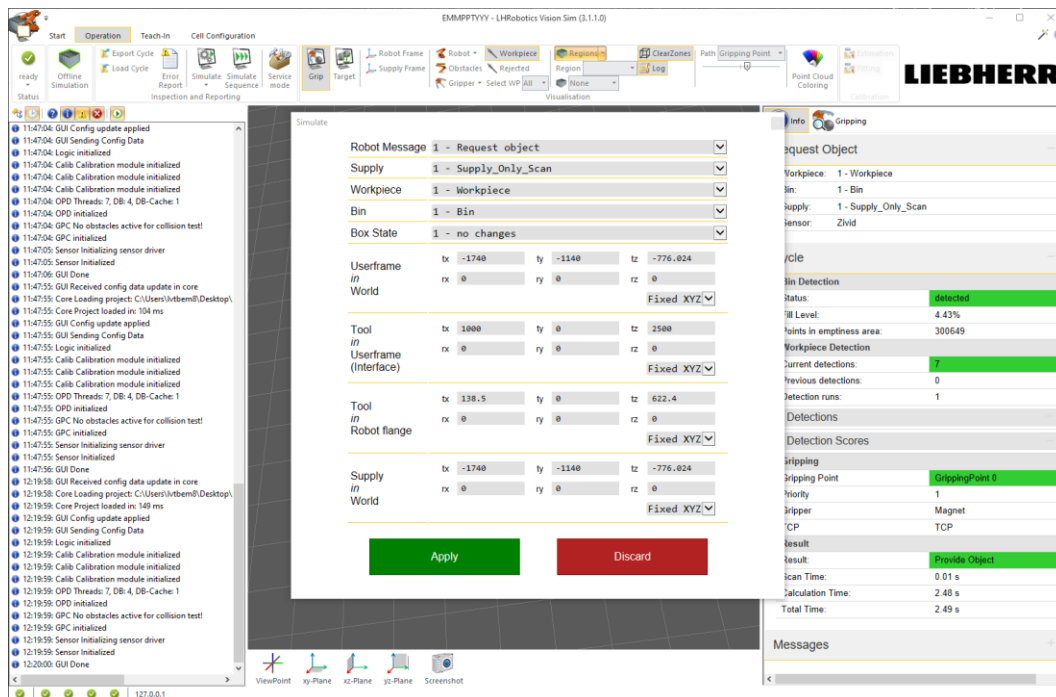 EMMPPTYYY - LHRobotics Vision Sim (3.1.1.0)
Start Operation Teach-In Cell Configuration
ready
Status
Offline Simulation
Export Cycle
Load Cycle
Error Report
Simulate
Simulate Sequence
Service mode
Inspection and Reporting
Grip
Target
Robot Frame
Supply Frame
Robot
Obstacles
Gripper
Workpiece
Rejected
Select WP All
Regions
Region
None
ClearZones
Log
Path Gripping Point
Visualisation
Point Cloud Coloring
Estimation
Fitting
Calibration
LIEBHERR
11:47:04: GUI Config update applied
11:47:04: GUI Sending Config Data
11:47:04: Logic initialized
11:47:04: Calib Calibration module initialized
11:47:04: Calib Calibration module initialized
11:47:04: Calib Calibration module initialized
11:47:04: OPD Threads: 7, DB: 4, DB-Cache: 1
11:47:04: OPD initialized
11:47:04: GPC No obstacles active for collision test!
11:47:04: GPC initialized
11:47:05: Sensor Initializing sensor driver
11:47:05: Sensor Initialized
11:47:06: GUI Done
11:47:55: GUI Received config data update in core
11:47:55: Core Loading project: C:\Users\lvtbem8\Desktop\
11:47:55: Core Project loaded in: 104 ms
11:47:55: GUI Config update applied
11:47:55: GUI Sending Config Data
11:47:55: Logic initialized
11:47:55: Calib Calibration module initialized
11:47:55: Calib Calibration module initialized
11:47:55: Calib Calibration module initialized
11:47:55: OPD Threads: 7, DB: 4, DB-Cache: 1
11:47:55: OPD initialized
11:47:55: GPC No obstacles active for collision test!
11:47:55: GPC initialized
11:47:55: Sensor Initializing sensor driver
11:47:55: Sensor Initialized
11:47:56: GUI Done
12:19:58: GUI Received config data update in core
12:19:58: Core Loading project: C:\Users\lvtbem8\Desktop\
12:19:59: Core Project loaded in: 149 ms
12:19:59: GUI Config update applied
12:19:59: GUI Sending Config Data
12:19:59: Logic initialized
12:19:59: Calib Calibration module initialized
12:19:59: Calib Calibration module initialized
12:19:59: Calib Calibration module initialized
12:19:59: OPD Threads: 7, DB: 4, DB-Cache: 1
12:19:59: OPD initialized
12:19:59: GPC No obstacles active for collision test!
12:19:59: GPC initialized
12:19:59: Sensor Initializing sensor driver
12:19:59: Sensor Initialized
12:20:00: GUI Done
Simulate
Robot Message 1 - Request object
Supply 1 - Supply_Only_Scan
Workpiece 1 - Workpiece
Bin 1 - Bin
Box State 1 - no changes
Userframe in World
tx -1740 ty -1140 tz -776.024
rx 0 ry 0 rz 0
Fixed XYZ
Tool in Userframe (Interface)
tx 1000 ty 0 tz 2500
rx 0 ry 0 rz 0
Fixed XYZ
Tool in Robot flange
tx 138.5 ty 0 tz 622.4
rx 0 ry 0 rz 0
Fixed XYZ
Supply in World
tx -1740 ty -1140 tz -776.024
rx 0 ry 0 rz 0
Fixed XYZ
Apply Discard
ViewPoint xy-Plane xz-Plane yz-Plane Screenshot
Info Gripping
equest Object
Workpiece: 1 - Workpiece
Bin: 1 - Bin
Supply: 1 - Supply_Only_Scan
Sensor: Zivid
ycle
Bin Detection
Status: detected
Fill Level: 4.43%
Points in emptiness area: 300649
Workpiece Detection
Current detections: 7
Previous detections: 0
Detection runs: 1
Detections
Detection Scores
Gripping
Gripping Point GrippingPoint 0
Priority 1
Gripper Magnet
TCP TCP
Result
Result: Provide Object
Scan Time: 0.01 s
Calculation Time: 2.48 s
Total Time: 2.49 s
Messages
127.0.0.1